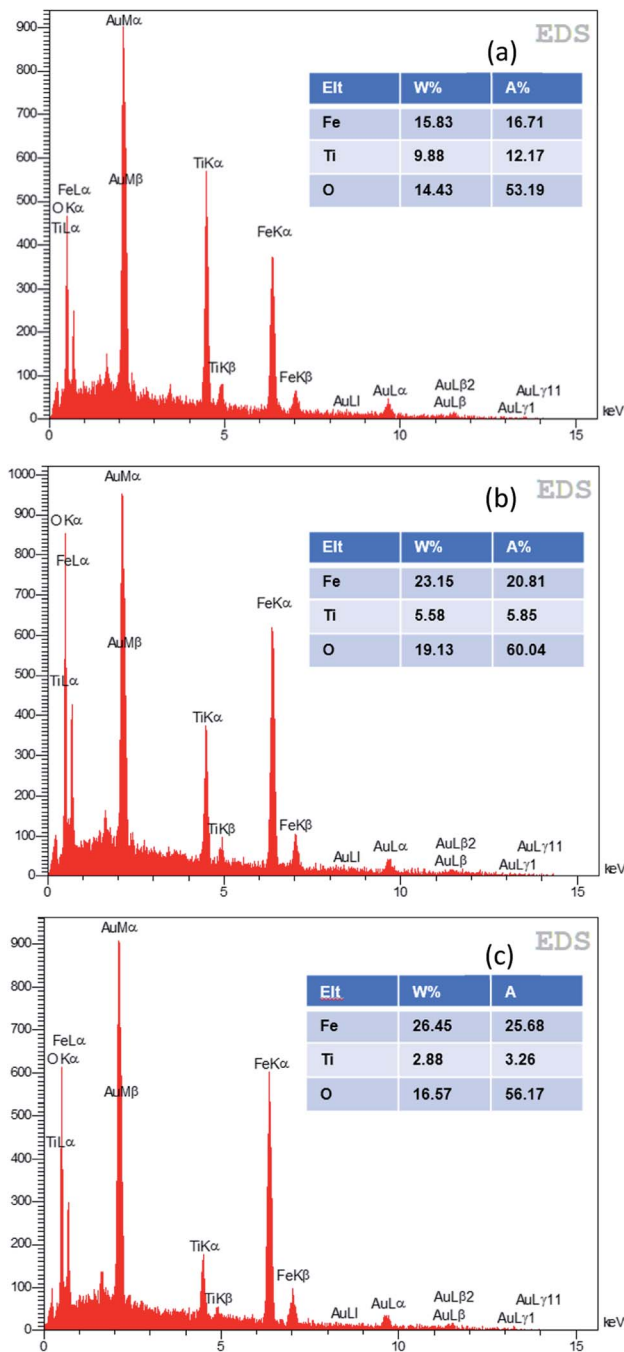 (a)
EDS
900
800
700
600
500
400
300
200
100
0
AuMα
AuMβ
FeLα
OKα
TiLα
TiKα
TiKβ
FeKα
FeKβ
AuLl
AuLα
AuLβ2
AuLβ
AuLγ11
AuLγ1
0 5 10 15 keV
Elt W% A%
Fe 15.83 16.71
Ti 9.88 12.17
O 14.43 53.19
(b)
EDS
1000
900
800
700
600
500
400
300
200
100
0
AuMα
OKα
FeLα
AuMβ
TiLα
TiKα
TiKβ
FeKα
FeKβ
AuLl
AuLα
AuLβ2
AuLβ
AuLγ11
AuLγ1
0 5 10 15 keV
Elt W% A%
Fe 23.15 20.81
Ti 5.58 5.85
O 19.13 60.04
(c)
EDS
900
800
700
600
500
400
300
200
100
0
AuMα
FeLα
OKα
AuMβ
TiLα
TiKα
TiKβ
FeKα
FeKβ
AuLl
AuLα
AuLβ2
AuLβ
AuLγ11
AuLγ1
0 5 10 15 keV
Elt W% A
Fe 26.45 25.68
Ti 2.88 3.26
O 16.57 56.17